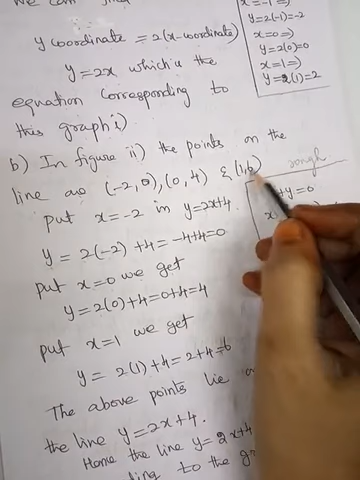 we can
y coordinate = 2(x-coordinate)
y=2x which is the
equation corresponding to
this graph i)
x=-1 ⇒
y=2(-1)=-2
x=0 ⇒
y=2(0)=0
x=1 ⇒
y=2(1)=2
b) In figure ii) the points on the
line are (-2,0), (0,4) & (1,6)
put x=-2 in y=2x+4.
y = 2(-2)+4=-4+4=0
put x=0 we get
y=2(0)+4=0+4=4
put x=1 we get
y= 2(1)+4=2+4=6
The above points lie
the line y=2x+4.
Hence the line y=2x+4
to the
rough
+y=0